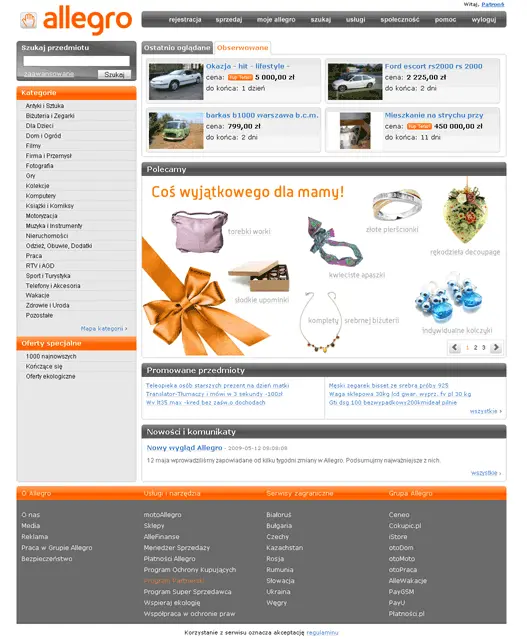 Witaj, Patrook
allegro
rejestracja sprzedaj moje allegro szukaj usługi społeczność pomoc wyloguj
Szukaj przedmiotu
zaawansowane Szukaj
Kategorie
Antyki i Sztuka
Biżuteria i Zegarki
Dla Dzieci
Dom i Ogród
Filmy
Firma i Przemysł
Fotografia
Gry
Kolekcje
Komputery
Książki i Komiksy
Motoryzacja
Muzyka i Instrumenty
Nieruchomości
Odzież, Obuwie, Dodatki
Praca
RTV i AGD
Sport i Turystyka
Telefony i Akcesoria
Wakacje
Zdrowie i Uroda
Pozostałe
Mapa kategorii
Oferty specjalne
1000 najnowszych
Kończące się
Oferty ekologiczne
Ostatnio oglądane Obserwowane
Okazja - hit - lifestyle -
cena: Kup Teraz! 5 000,00 zł
do końca: 1 dzień
Ford escort rs2000 rs 2000
cena: 2 225,00 zł
do końca: 2 dni
barkas b1000 warszawa b.c.m.
cena: 799,00 zł
do końca: 2 dni
Mieszkanie na strychu przy
cena: Kup Teraz! 450 000,00 zł
do końca: 11 dni
Polecamy
Coś wyjątkowego dla mamy!
torebki worki
złote pierścionki
rękodzieła decoupage
kwieciste apaszki
słodkie upominki
komplety srebrnej biżuterii
indywidualne kolczyki
1 2 3
Promowane przedmioty
Teleopieka osób starszych prezent na dzień matki
Translator-Tłumaczy i mówi w 3 sekundy -100zł
Vw lt35 max -kred bez zaśw.o dochodach
Męski zegarek bisset ze srebra próby 925
Waga sklepowa 30kg lcd gwar, wyprz. fv pl 30 kg
Gti dsg 100 bezwypadkowy200kmideał pilnie
wszystkie
Nowości i komunikaty
Nowy wygląd Allegro - 2009-05-12 09:09:09
12 maja wprowadziliśmy zapowiadane od kilku tygodni zmiany w Allegro. Podsumujmy najważniejsze z nich.
wszystkie
O Allegro
O nas
Media
Reklama
Praca w Grupie Allegro
Bezpieczeństwo
Usługi i narzędzia
motoAllegro
Sklepy
AlleFinanse
Menedżer Sprzedaży
Płatności Allegro
Program Ochrony Kupujących
Program Partnerski
Program Super Sprzedawca
Wspieraj ekologię
Współpraca w ochronie praw
Serwisy zagraniczne
Białoruś
Bułgaria
Czechy
Kazachstan
Rosja
Rumunia
Słowacja
Ukraina
Węgry
Grupa Allegro
Ceneo
Cokupic.pl
iStore
otoDom
otoMoto
otoPraca
AlleWakacje
PayGSM
PayU
Płatności.pl
Korzystanie z serwisu oznacza akceptację regulaminu